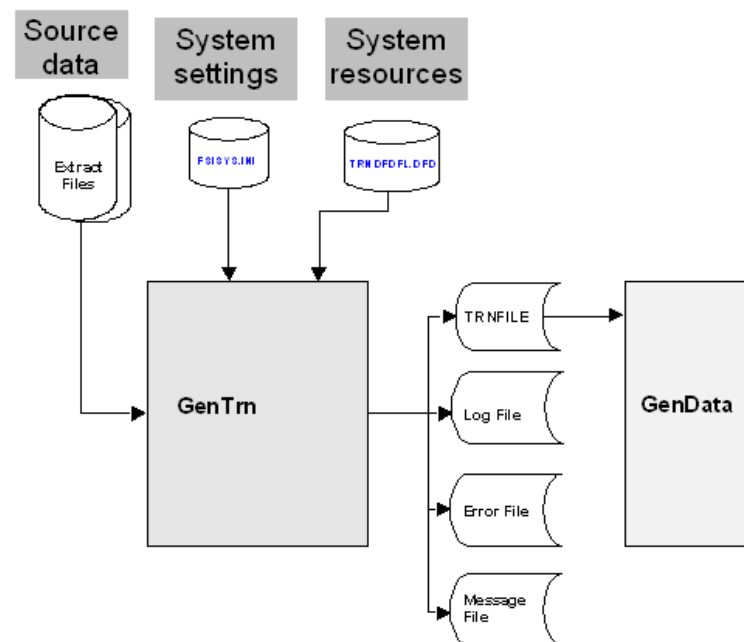 Source
data
System
settings
System
resources
Extract
Files
FSISYS.INI
TRNDFDFL.DFD
GenTrn
TRNFILE
Log File
Error File
Message
File
GenData